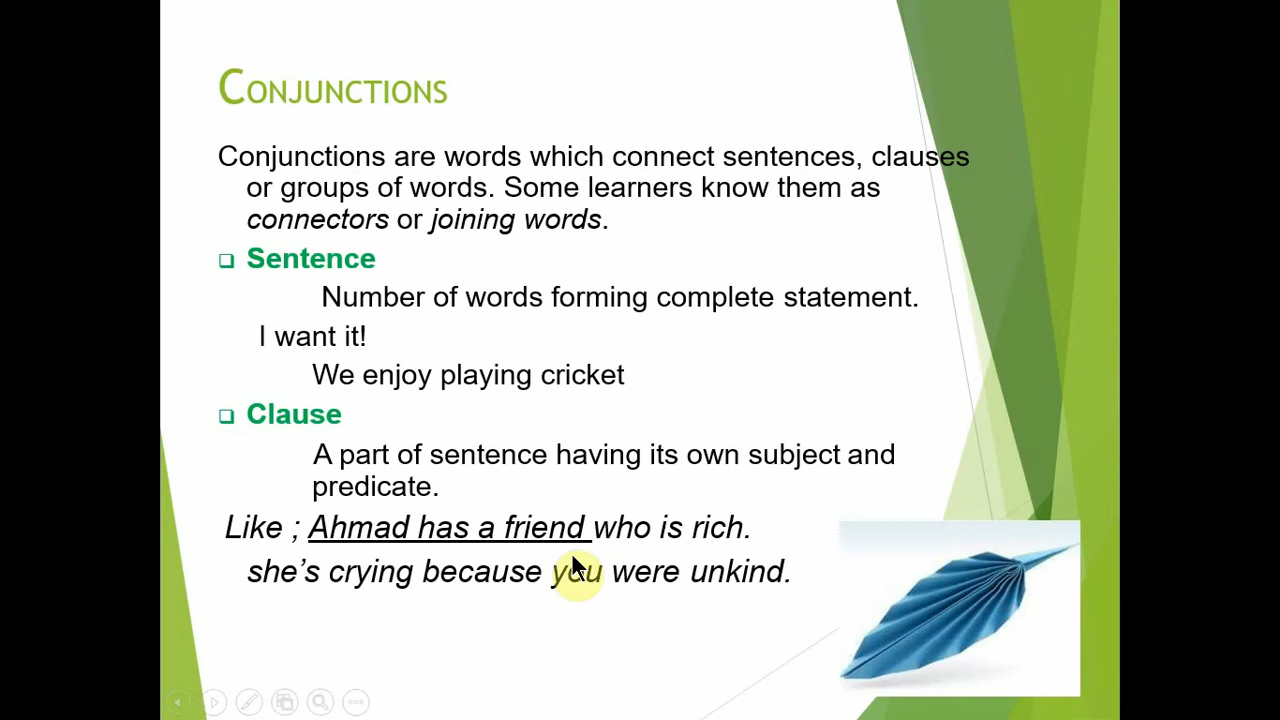 CONJUNCTIONS
Conjunctions are words which connect sentences, clauses
or groups of words. Some learners know them as
connectors or joining words.
Sentence
Number of words forming complete statement.
I want it!
We enjoy playing cricket
Clause
A part of sentence having its own subject and
predicate.
Like ; Ahmad has a friend who is rich.
she's crying because you were unkind.